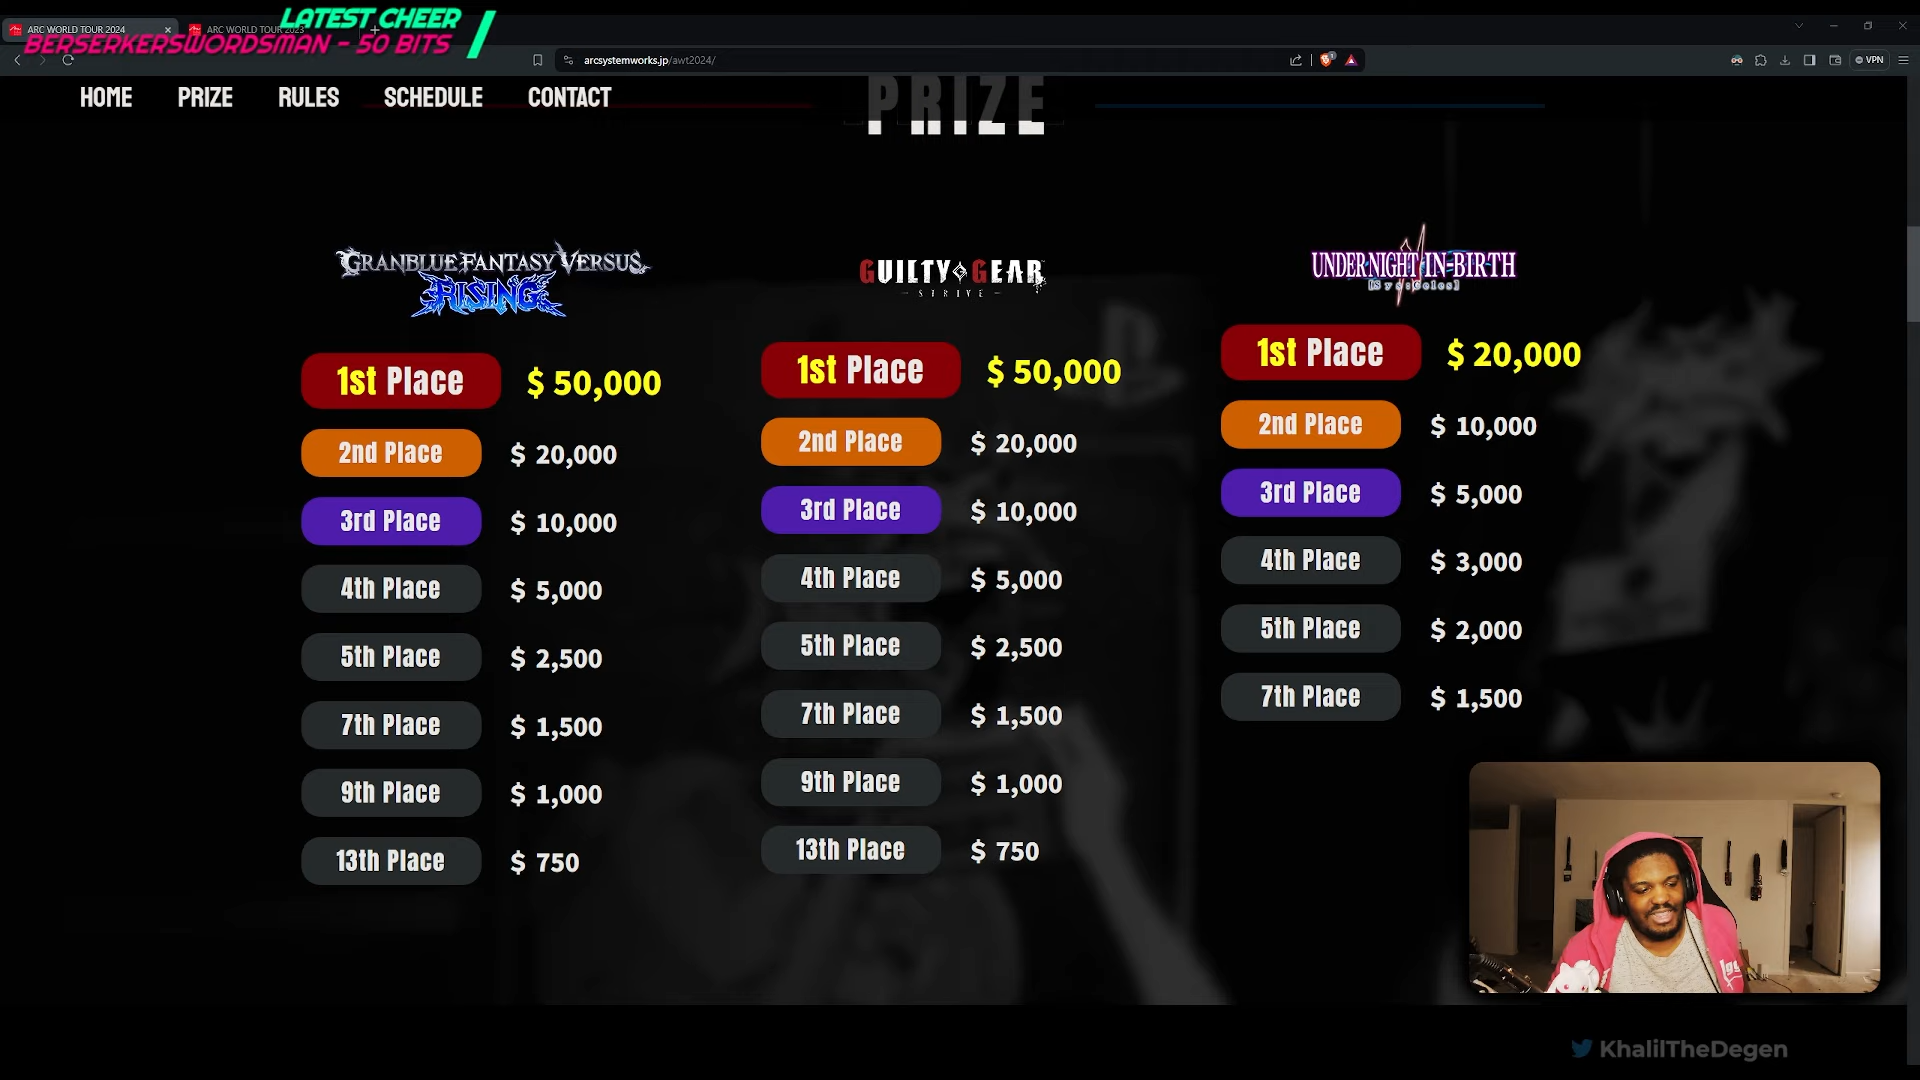 LATEST CHEER
BERSERKERSWORDSMAN - 50 BITS
ARC WORLD TOUR 2024
ARC WORLD TOUR 2023
arcsystemworks.jp/awt2024/
VPN
HOME PRIZE RULES SCHEDULE CONTACT
PRIZE
GRANBLUE FANTASY VERSUS
RISING
1st Place $ 50,000
2nd Place $ 20,000
3rd Place $ 10,000
4th Place $ 5,000
5th Place $ 2,500
7th Place $ 1,500
9th Place $ 1,000
13th Place $ 750
GUILTY GEAR
- STRIVE -
1st Place $ 50,000
2nd Place $ 20,000
3rd Place $ 10,000
4th Place $ 5,000
5th Place $ 2,500
7th Place $ 1,500
9th Place $ 1,000
13th Place $ 750
UNDER NIGHT IN-BIRTH
[Sys:Celes]
1st Place $ 20,000
2nd Place $ 10,000
3rd Place $ 5,000
4th Place $ 3,000
5th Place $ 2,000
7th Place $ 1,500
KhalilTheDegen